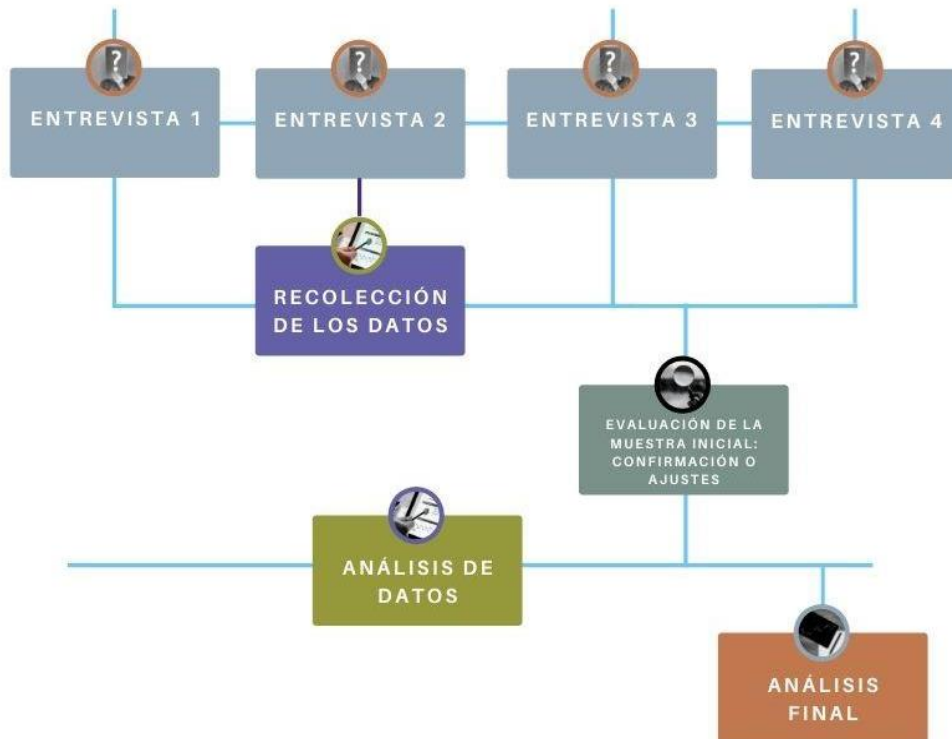 ?
?
?
?
ENTREVISTA 1
ENTREVISTA 2
ENTREVISTA 3
ENTREVISTA 4
RECOLECCIÓN
DE LOS DATOS
EVALUACIÓN DE LA
MUESTRA INICIAL:
CONFIRMACIÓN O
AJUSTES
ANÁLISIS DE
DATOS
ANÁLISIS
FINAL